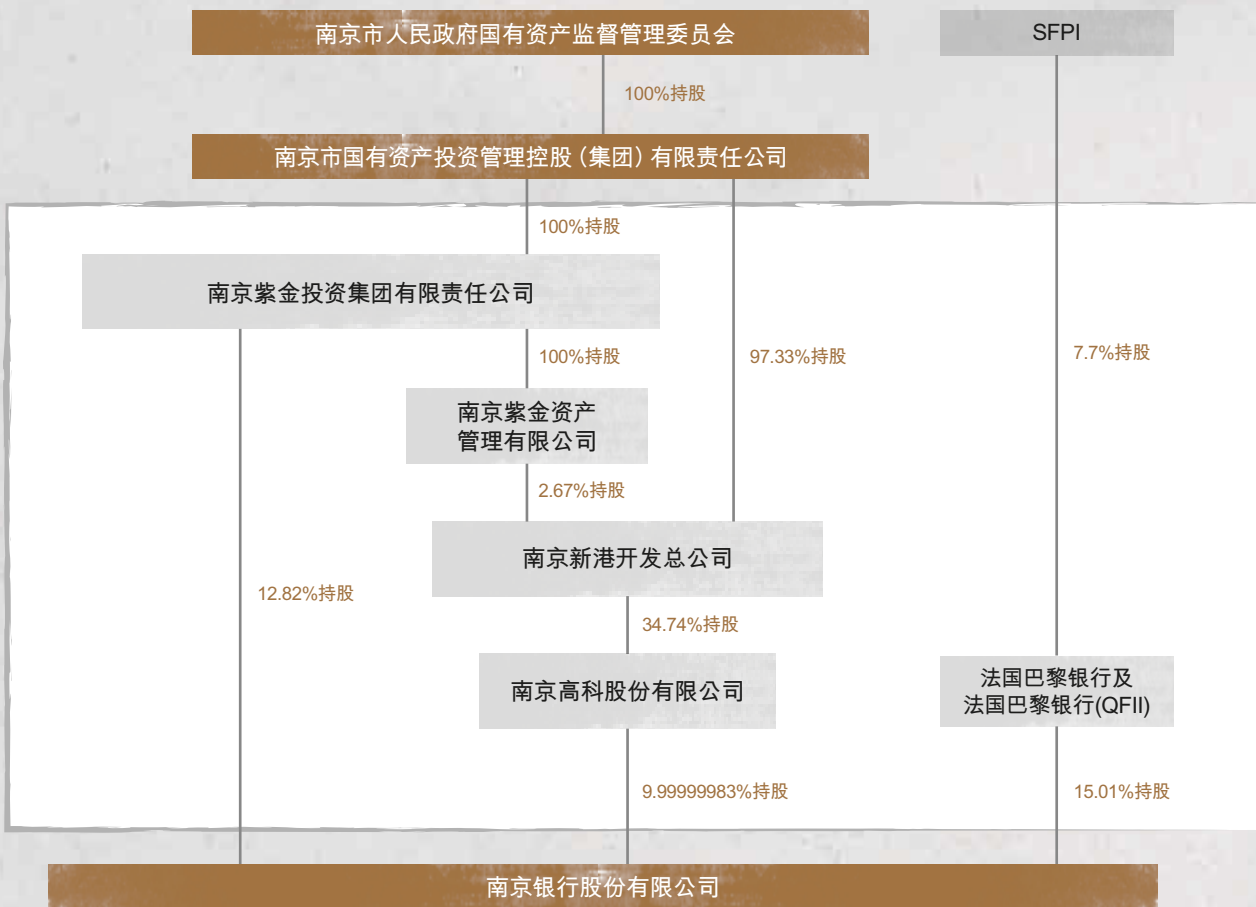 南京市人民政府国有资产监督管理委员会
SFPI
100%持股
南京市国有资产投资管理控股（集团）有限责任公司
100%持股
南京紫金投资集团有限责任公司
100%持股
97.33%持股
7.7%持股
南京紫金资产
管理有限公司
2.67%持股
南京新港开发总公司
12.82%持股
34.74%持股
南京高科股份有限公司
法国巴黎银行及
法国巴黎银行(QFII)
9.99999983%持股
15.01%持股
南京银行股份有限公司